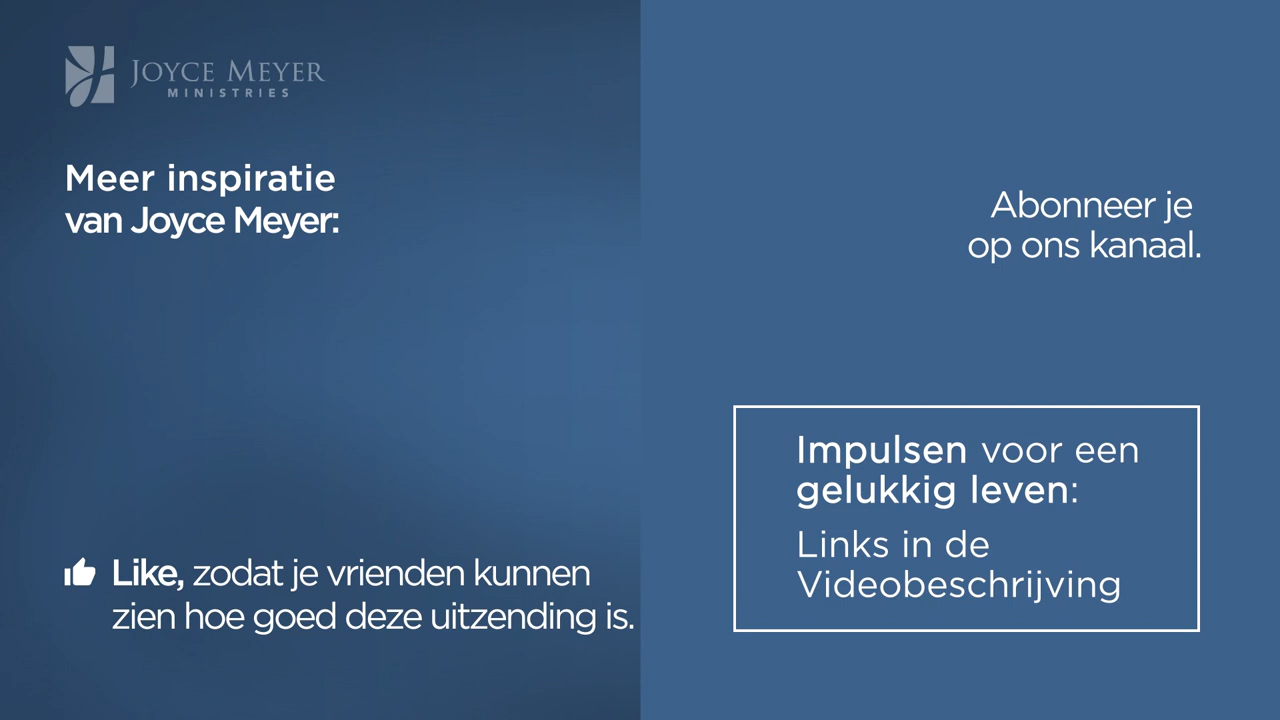 JOYCE MEYER
MINISTRIES
Meer inspiratie
van Joyce Meyer:
Abonneer je
op ons kanaal.
Impulsen voor een
gelukkig leven:
Links in de
Videobeschrijving
Like, zodat je vrienden kunnen
zien hoe goed deze uitzending is.